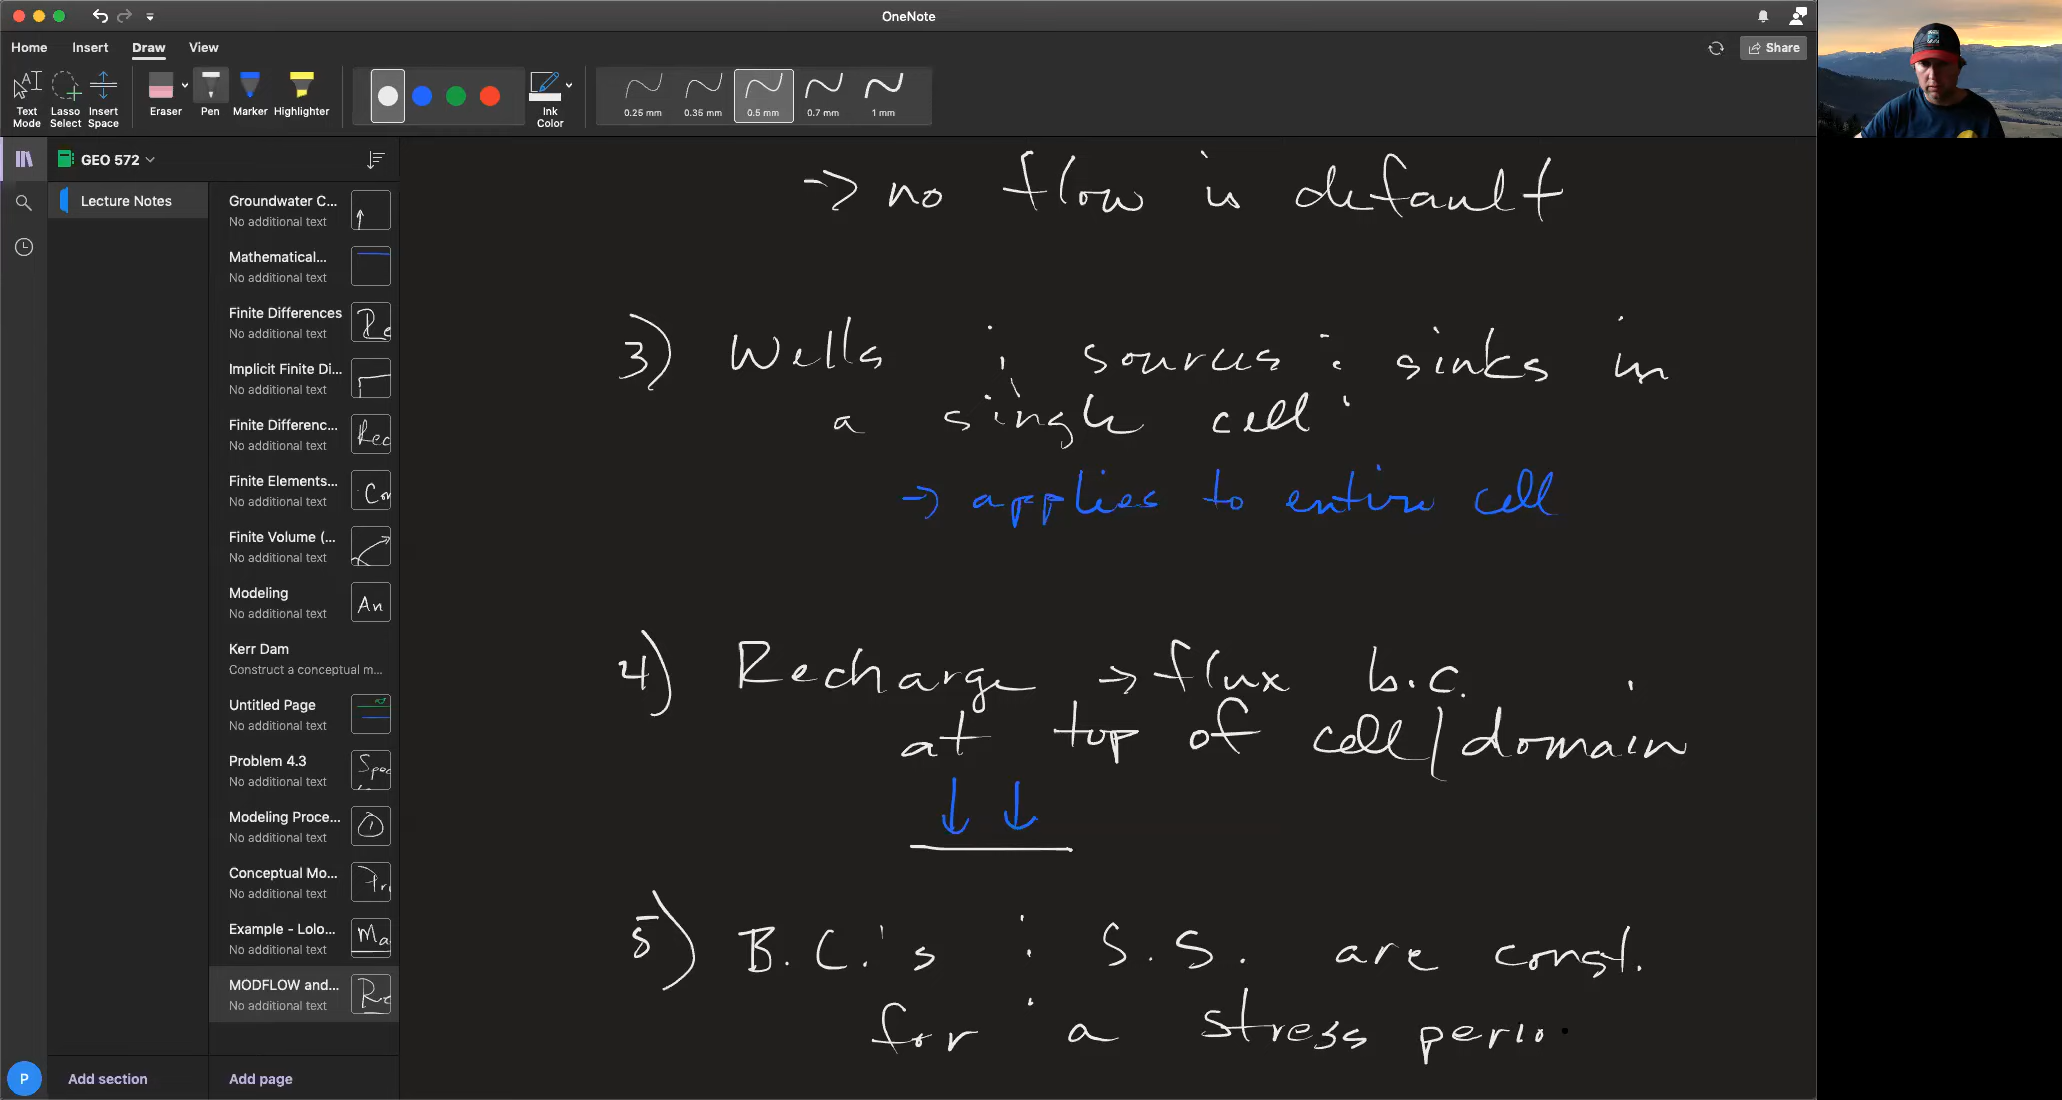 OneNote
Home Insert Draw View
Share
Text Mode
Lasso Select
Insert Space
Eraser
Pen
Marker
Highlighter
Ink Color
0.25 mm
0.35 mm
0.5 mm
0.7 mm
1 mm
GEO 572
Lecture Notes
Groundwater C...
No additional text
Mathematical...
No additional text
Finite Differences
No additional text
Implicit Finite Di...
No additional text
Finite Differenc...
No additional text
Finite Elements...
No additional text
Finite Volume (...
No additional text
Modeling
No additional text
Kerr Dam
Construct a conceptual m...
Untitled Page
No additional text
Problem 4.3
No additional text
Modeling Proce...
No additional text
Conceptual Mo...
No additional text
Example - Lolo...
No additional text
MODFLOW and...
No additional text
P
Add section
Add page
→ no flow is default
3) Wells : sources : sinks in
a single cell
→ applies to entire cell
4) Recharge → flux b.c.
at top of cell/domain
5) B.C.'s : S.S. are const.
for a stress perio